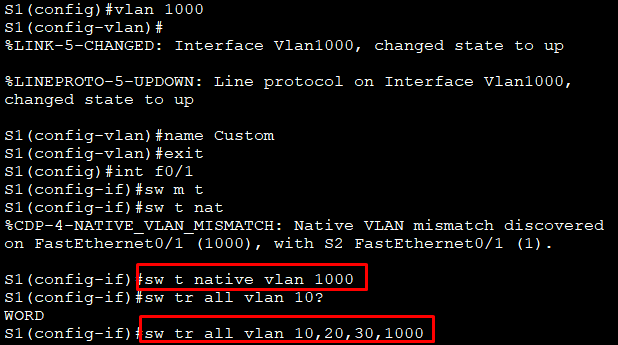 S1(config)#vlan 1000
S1(config-vlan)#
%LINK-5-CHANGED: Interface Vlan1000, changed state to up
%LINEPROTO-5-UPDOWN: Line protocol on Interface Vlan1000,
changed state to up
S1(config-vlan)#name Custom
S1(config-vlan)#exit
S1(config)#int f0/1
S1(config-if)#sw m t
S1(config-if)#sw t nat
%CDP-4-NATIVE_VLAN_MISMATCH: Native VLAN mismatch discovered
on FastEthernet0/1 (1000), with S2 FastEthernet0/1 (1).
S1(config-if)#sw t native vlan 1000
S1(config-if)#sw tr all vlan 10?
WORD
S1(config-if)#sw tr all vlan 10,20,30,1000